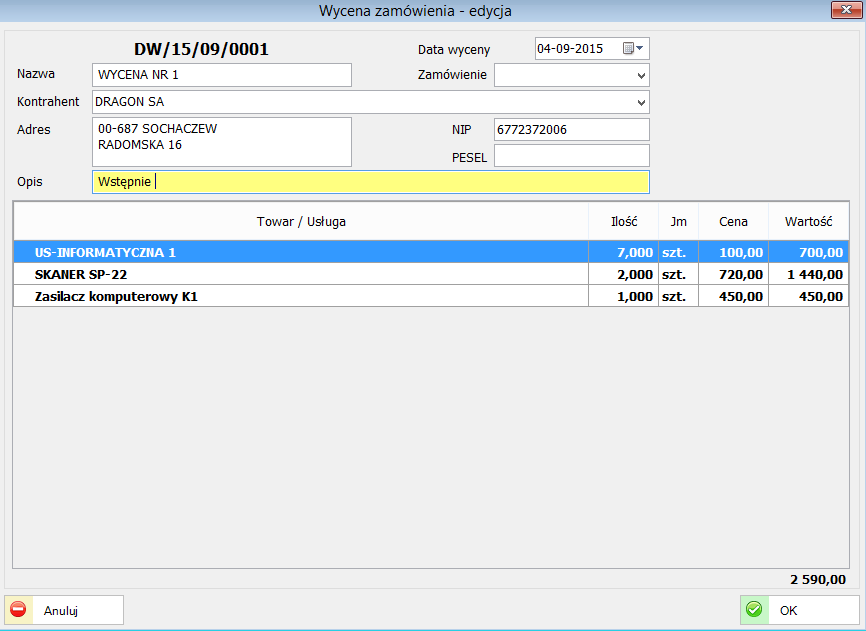 Wycena zamówienia - edycja
DW/15/09/0001
Data wyceny 04-09-2015
Nazwa WYCENA NR 1
Zamówienie
Kontrahent DRAGON SA
Adres 00-687 SOCHACZEW
RADOMSKA 16
NIP 6772372006
PESEL
Opis Wstępnie
Towar / Usługa Ilość Jm Cena Wartość
US-INFORMATYCZNA 1 7,000 szt. 100,00 700,00
SKANER SP-22 2,000 szt. 720,00 1 440,00
Zasilacz komputerowy K1 1,000 szt. 450,00 450,00
2 590,00
Anuluj OK